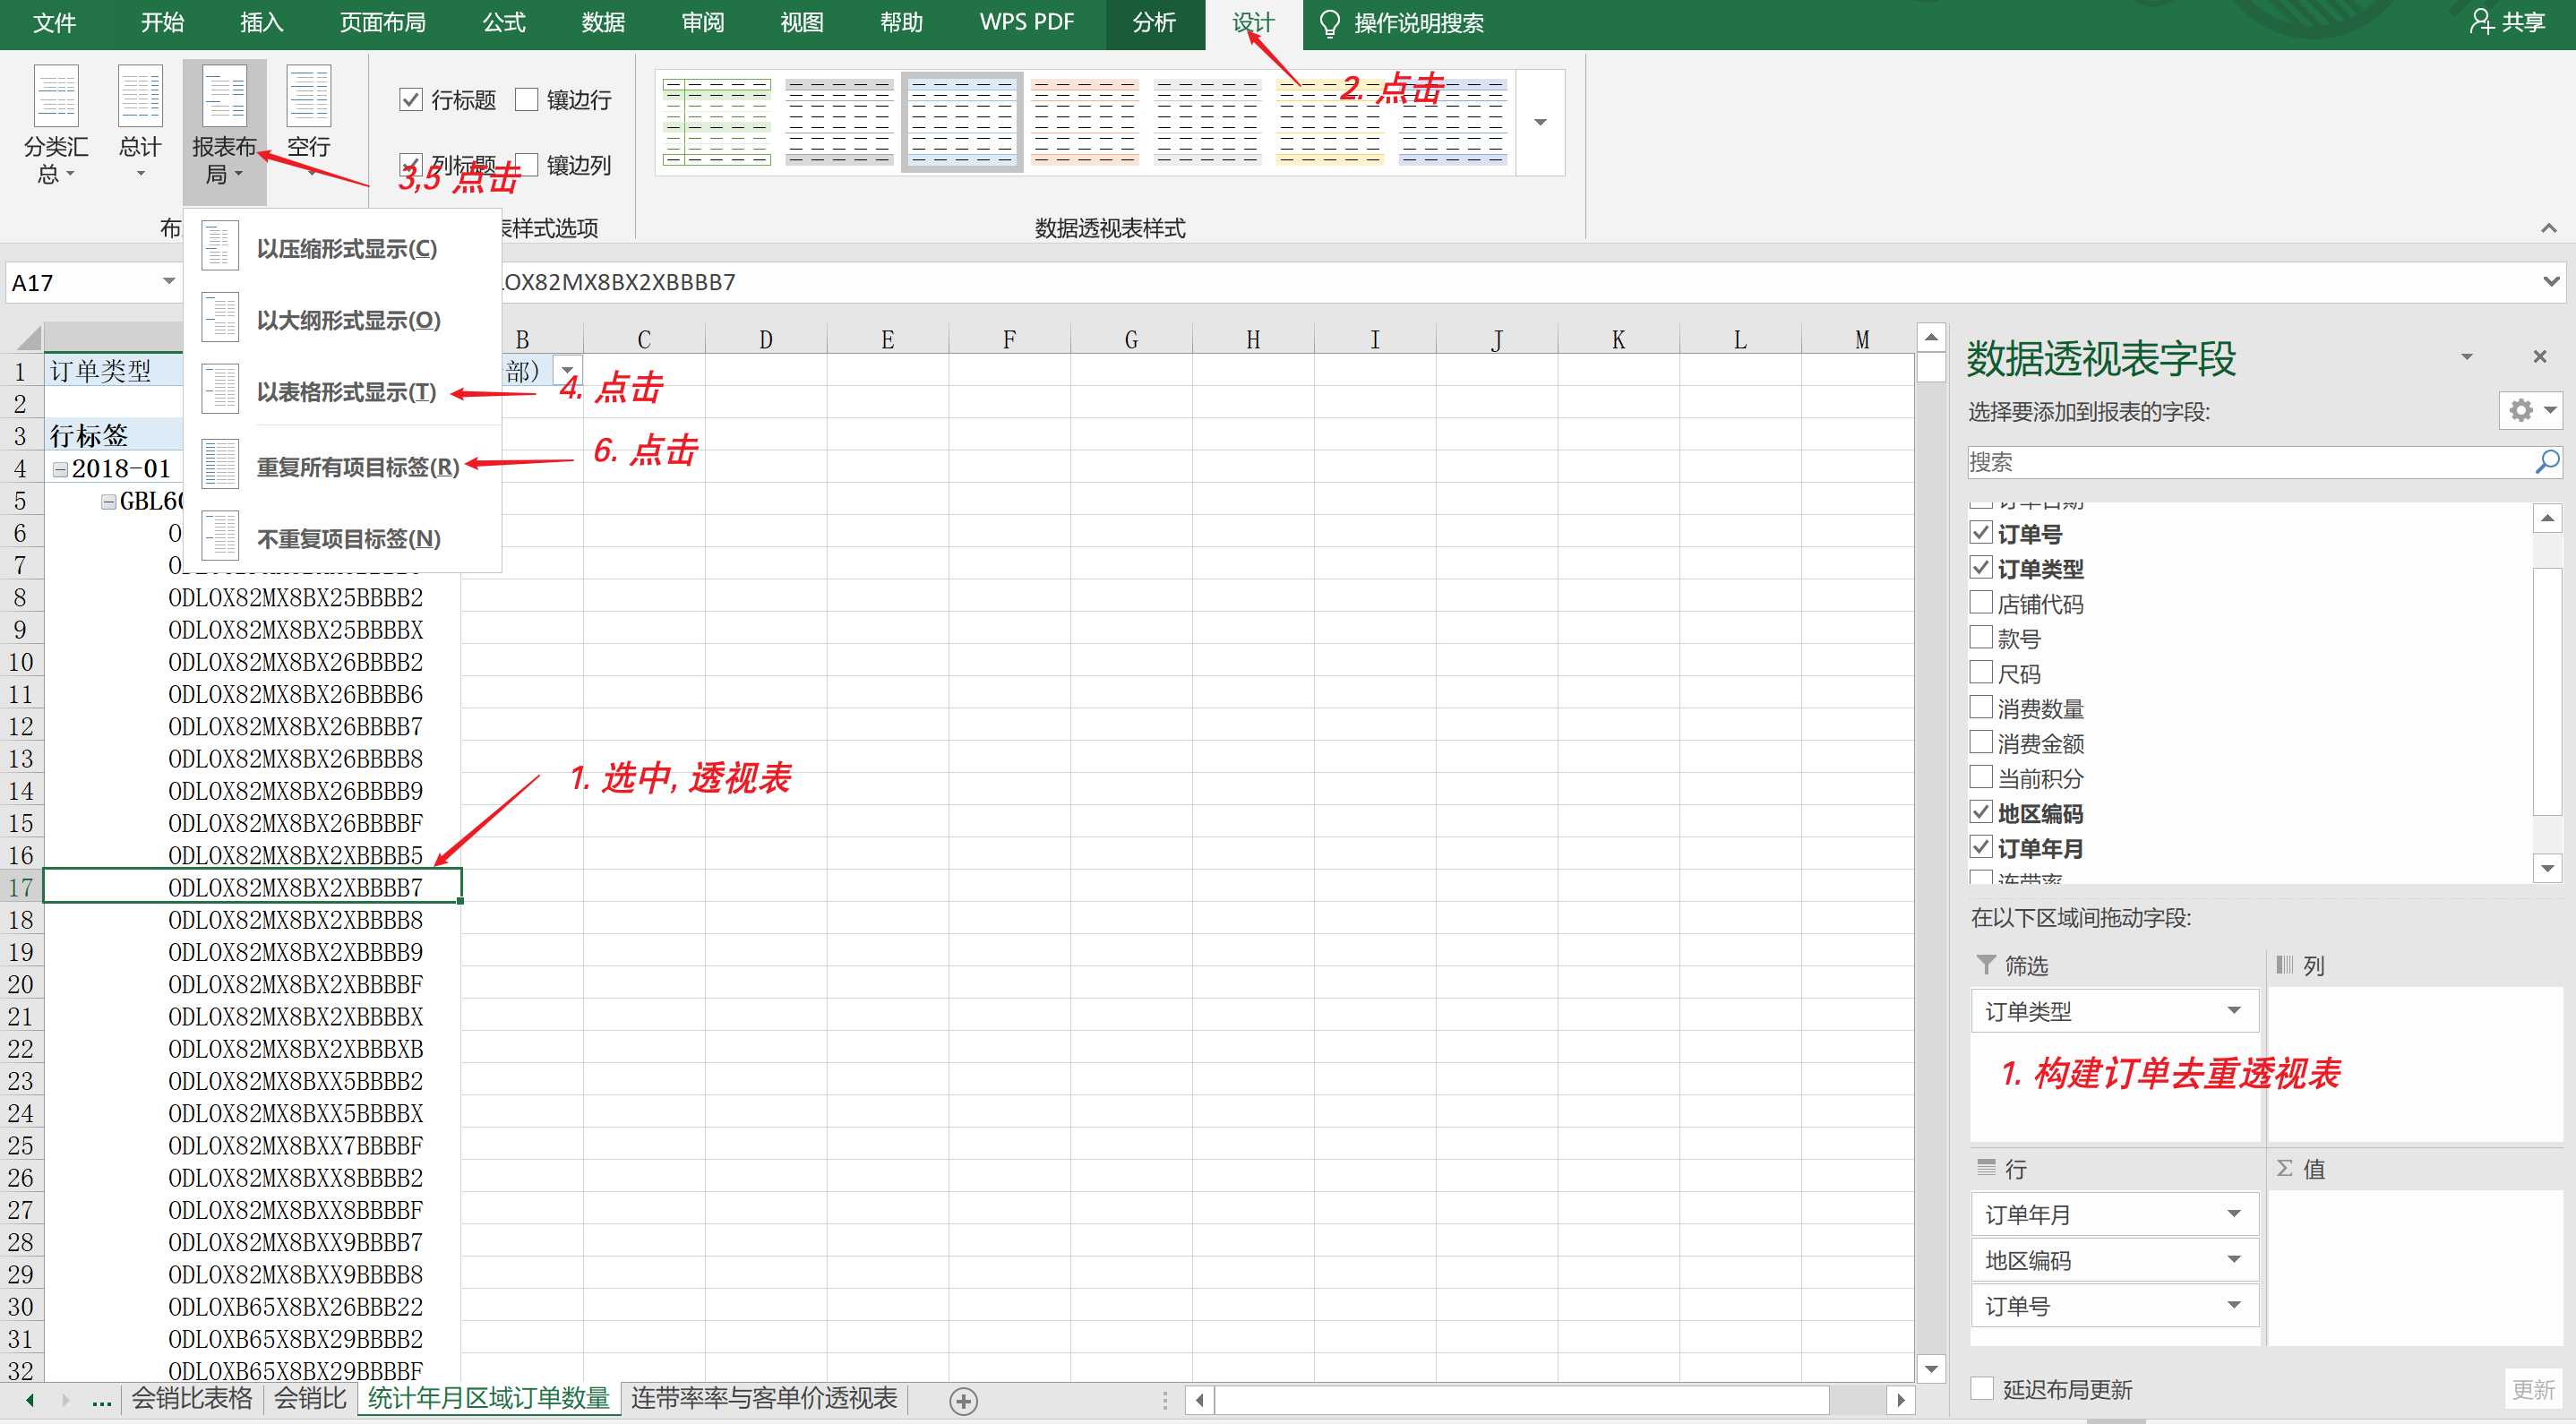 文件 开始 插入 页面布局 公式 数据 审阅 视图 帮助 WPS PDF 分析 设计 操作说明搜索 共享
2. 点击
行标题 镶边行
分类汇总 总计 报表布局 空行
列标题 镶边列
3,5 点击
布 表样式选项 数据透视表样式
以压缩形式显示(C)
以大纲形式显示(O)
以表格形式显示(T)
4. 点击
重复所有项目标签(R)
6. 点击
不重复项目标签(N)
A17 OX82MX8BX2XBBBB7
B C D E F G H I J K L M
1 订单类型 部)
2
3 行标签
4 2018-01
5 GBL6
6 O
7
8 ODLOX82MX8BX25BBBB2
9 ODLOX82MX8BX25BBBBX
10 ODLOX82MX8BX26BBBB2
11 ODLOX82MX8BX26BBBB6
12 ODLOX82MX8BX26BBBB7
13 ODLOX82MX8BX26BBBB8
14 ODLOX82MX8BX26BBBB9
15 ODLOX82MX8BX26BBBBF
16 ODLOX82MX8BX2XBBBB5
17 ODLOX82MX8BX2XBBBB7
18 ODLOX82MX8BX2XBBBB8
19 ODLOX82MX8BX2XBBBB9
20 ODLOX82MX8BX2XBBBBF
21 ODLOX82MX8BX2XBBBBX
22 ODLOX82MX8BX2XBBBXB
23 ODLOX82MX8BXX5BBBB2
24 ODLOX82MX8BXX5BBBBX
25 ODLOX82MX8BXX7BBBBF
26 ODLOX82MX8BXX8BBBB2
27 ODLOX82MX8BXX8BBBBF
28 ODLOX82MX8BXX9BBBB7
29 ODLOX82MX8BXX9BBBB8
30 ODLOXB65X8BX26BBB22
31 ODLOXB65X8BX29BBBB2
32 ODLOXB65X8BX29BBBBF
1. 选中, 透视表
会销比表格 会销比 统计年月区域订单数量 连带率率与客单价透视表
数据透视表字段
选择要添加到报表的字段:
搜索
订单日期
订单号
订单类型
店铺代码
款号
尺码
消费数量
消费金额
当前积分
地区编码
订单年月
连带率
在以下区域间拖动字段:
筛选 列
订单类型
1. 构建订单去重透视表
行 Σ 值
订单年月
地区编码
订单号
延迟布局更新 更新